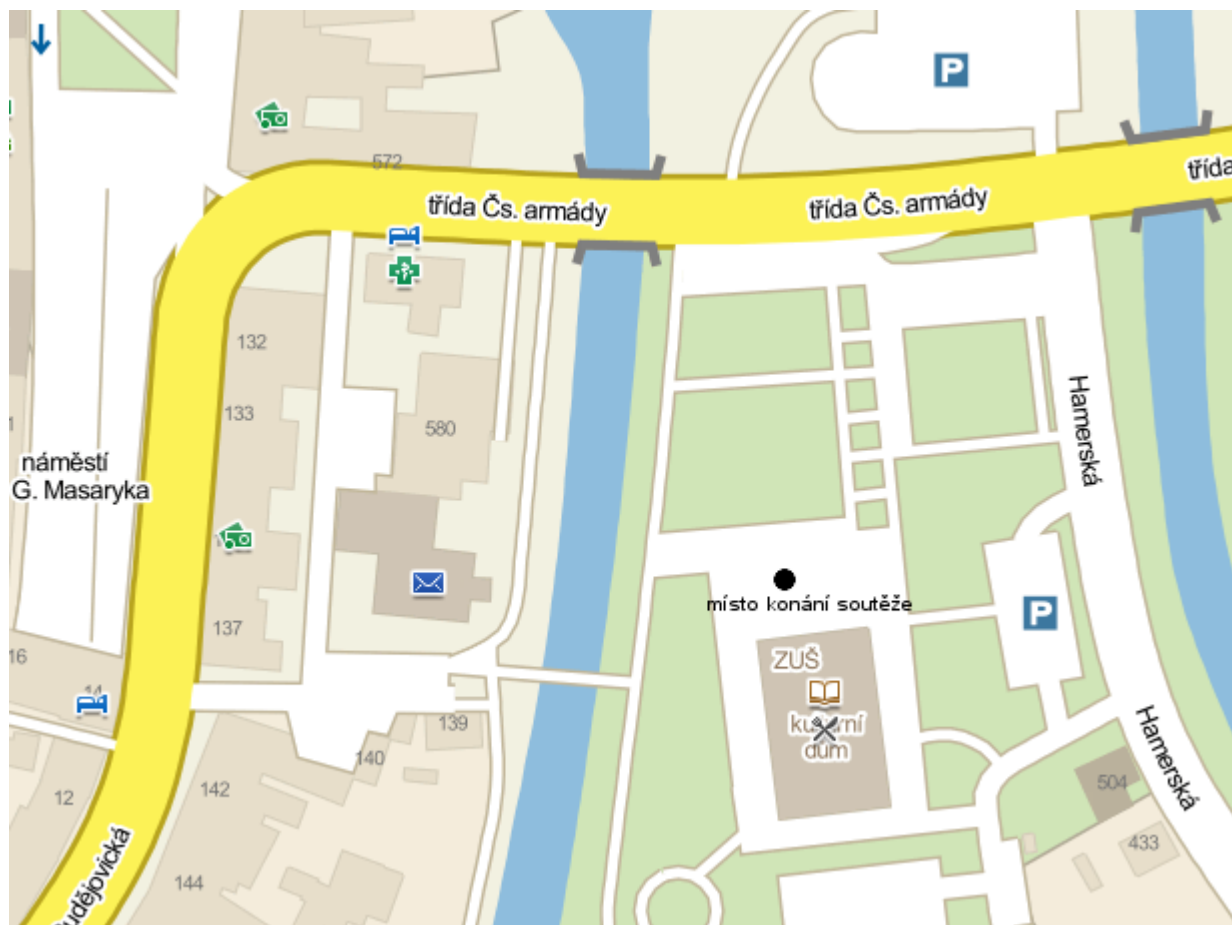 P
572
třída Čs. armády
třída Čs. armády
třída
132
133
580
náměstí
G. Masaryka
Hamerská
místo konání soutěže
P
137
16
14
ZUŠ
kulturní
dům
139
140
142
12
144
Hamerská
504
433